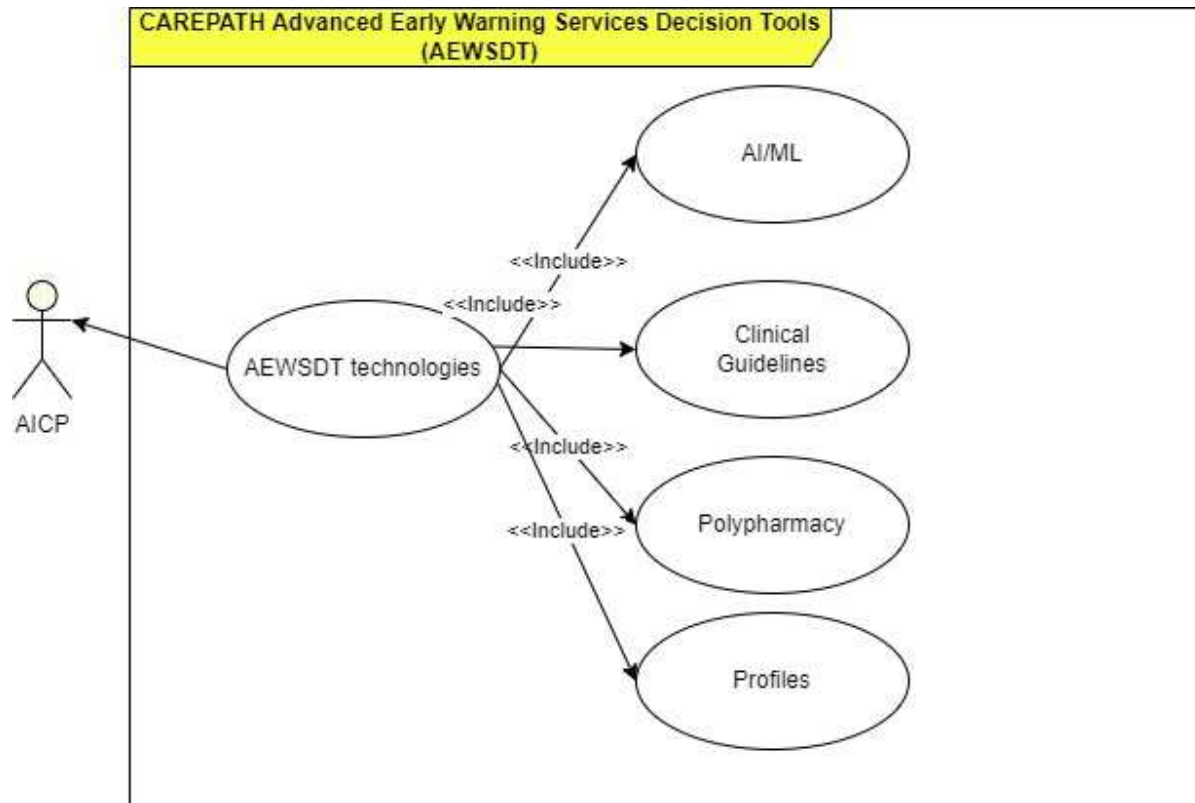 CAREPATH Advanced Early Warning Services Decision Tools
(AEWSDT)
AI/ML
<<Include>>
<<Include>>
Clinical
Guidelines
AEWSDT technologies
AICP
<<Include>>
Polypharmacy
<<Include>>
Profiles